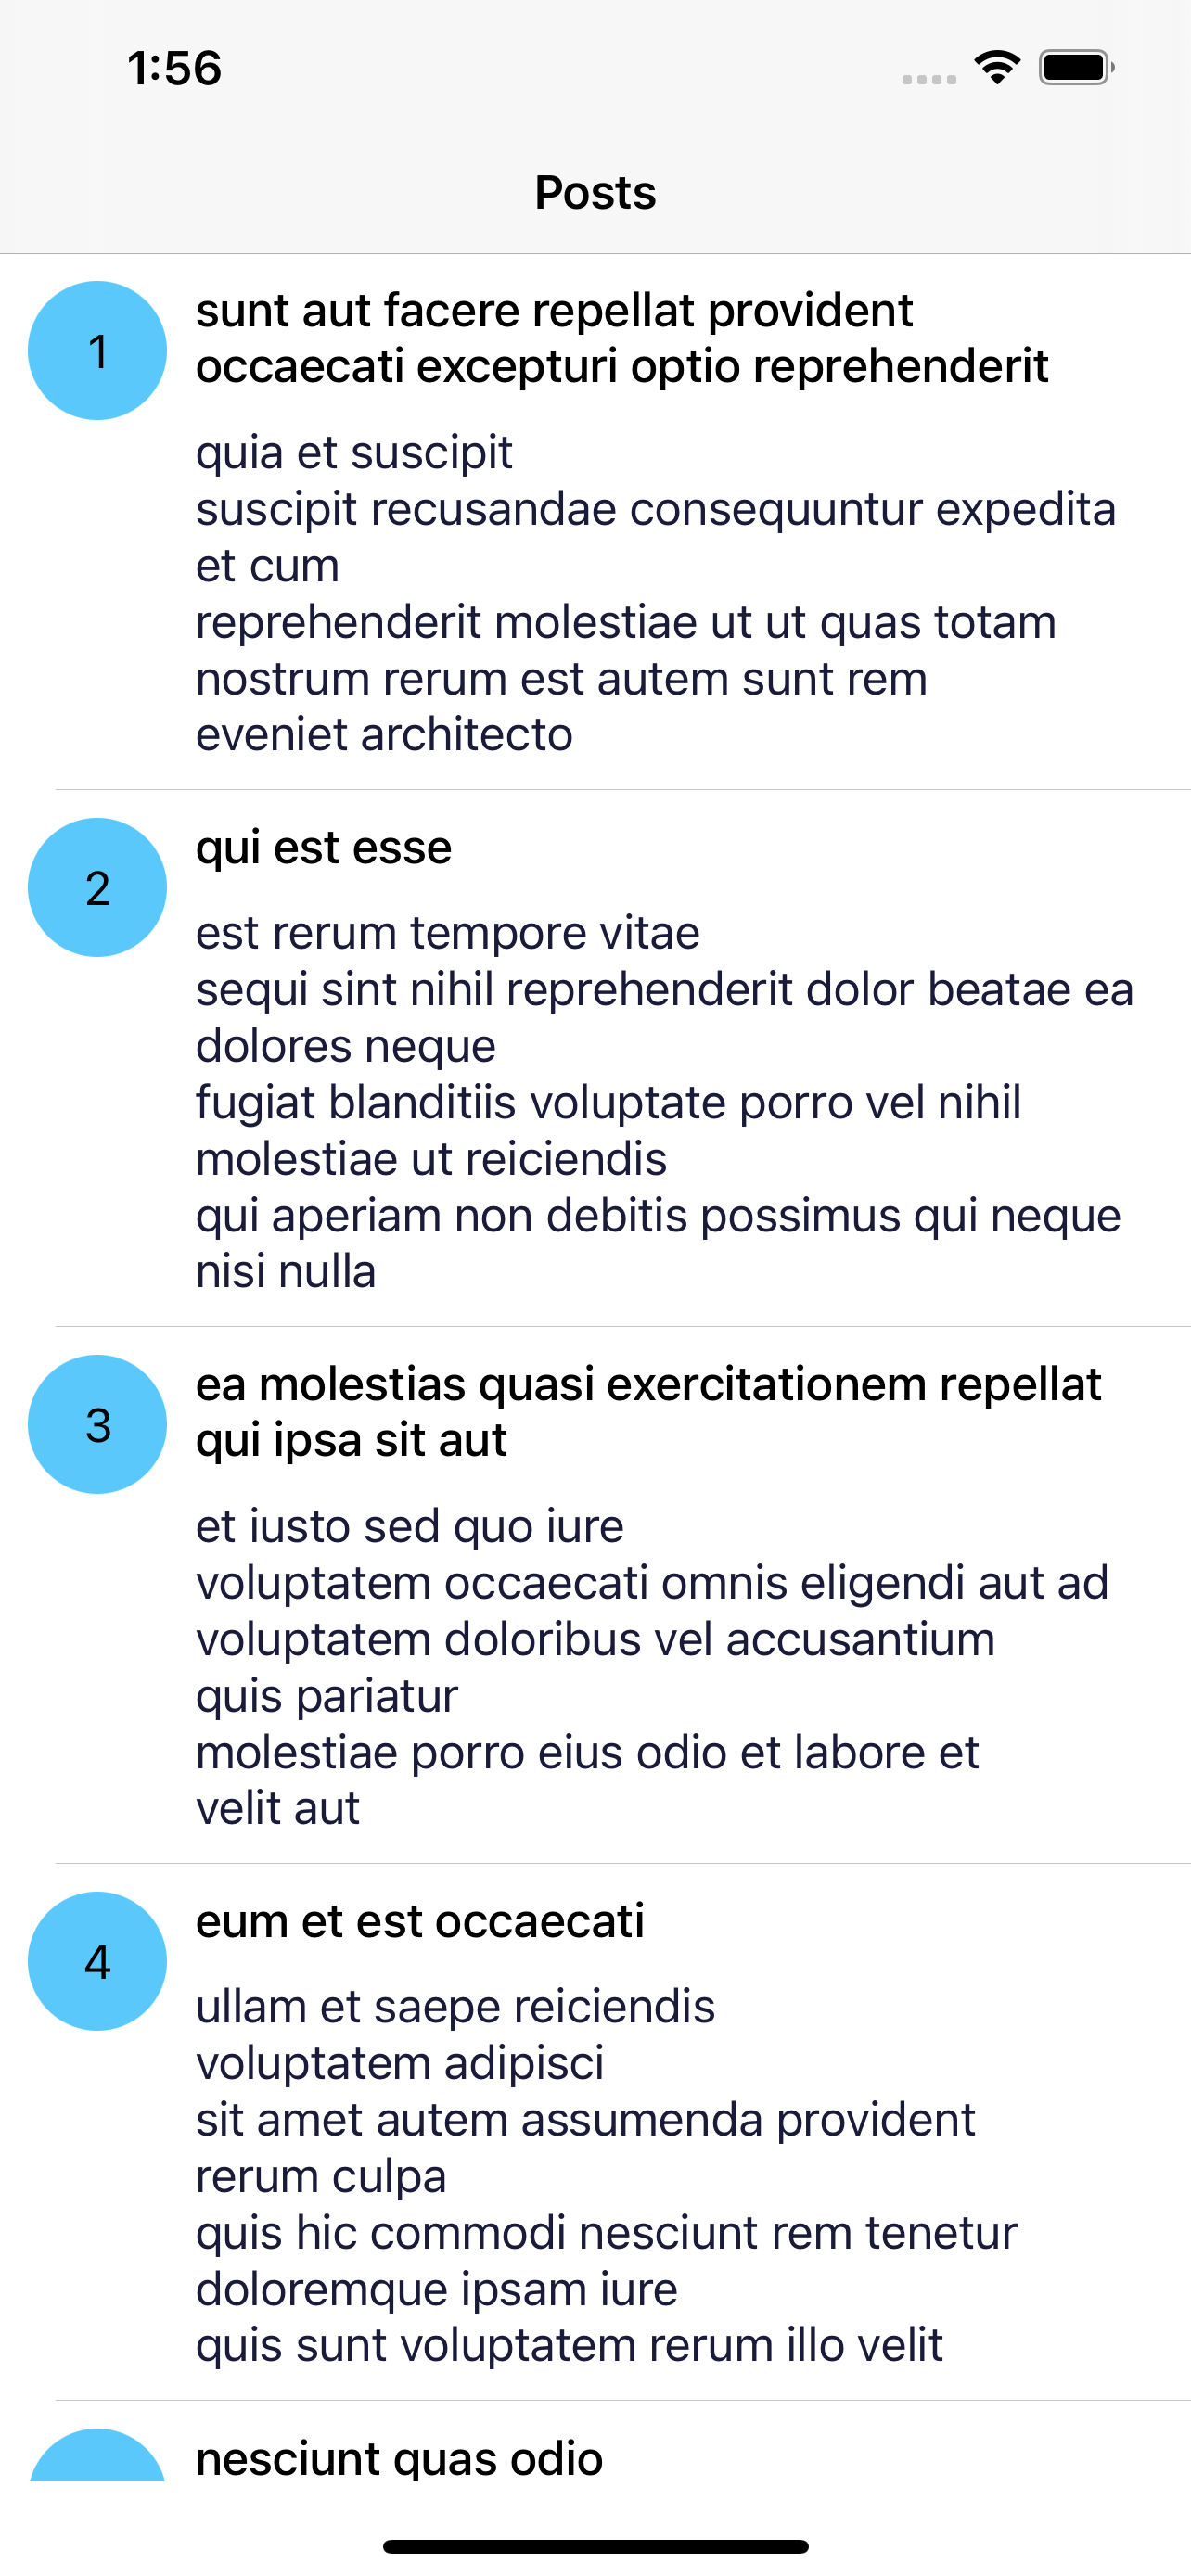 1:56
Posts
1
sunt aut facere repellat provident
occaecati excepturi optio reprehenderit
quia et suscipit
suscipit recusandae consequuntur expedita
et cum
reprehenderit molestiae ut ut quas totam
nostrum rerum est autem sunt rem
eveniet architecto
2
qui est esse
est rerum tempore vitae
sequi sint nihil reprehenderit dolor beatae ea
dolores neque
fugiat blanditiis voluptate porro vel nihil
molestiae ut reiciendis
qui aperiam non debitis possimus qui neque
nisi nulla
3
ea molestias quasi exercitationem repellat
qui ipsa sit aut
et iusto sed quo iure
voluptatem occaecati omnis eligendi aut ad
voluptatem doloribus vel accusantium
quis pariatur
molestiae porro eius odio et labore et
velit aut
4
eum et est occaecati
ullam et saepe reiciendis
voluptatem adipisci
sit amet autem assumenda provident
rerum culpa
quis hic commodi nesciunt rem tenetur
doloremque ipsam iure
quis sunt voluptatem rerum illo velit
nesciunt quas odio